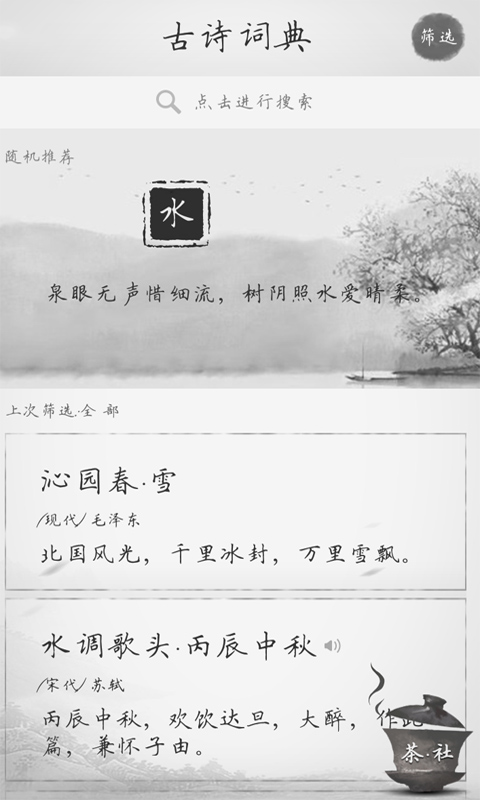 古诗词典
筛选
点击进行搜索
随机推荐
水
泉眼无声惜细流，树阴照水爱晴柔。
上次筛选·全 部
沁园春·雪
/现代/ 毛泽东
北国风光，千里冰封，万里雪飘。
水调歌头·丙辰中秋
/宋代/ 苏轼
丙辰中秋，欢饮达旦，大醉，作此
篇，兼怀子由。
茶·社